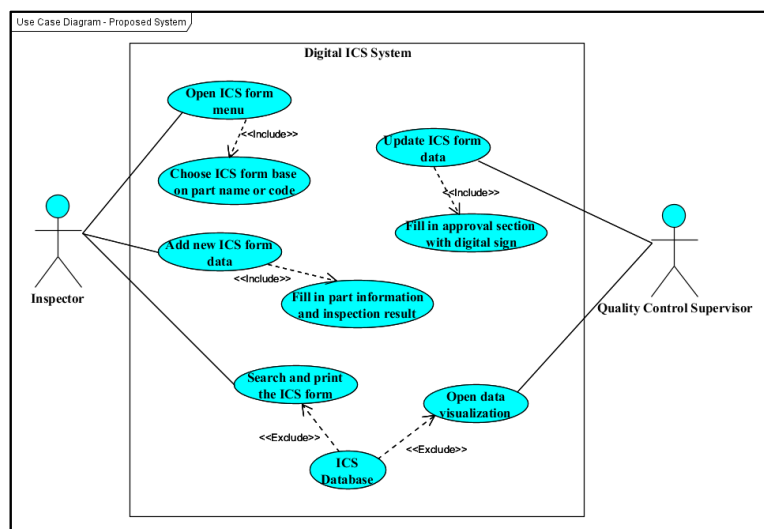 Use Case Diagram - Proposed System
Digital ICS System
Open ICS form
menu
<<Include>>
Choose ICS form base
on part name or code
Update ICS form
data
<<Include>>
Fill in approval section
with digital sign
Add new ICS form
data
<<Include>>
Fill in part information
and inspection result
Inspector
Quality Control Supervisor
Search and print
the ICS form
Open data
visualization
<<Exclude>>
<<Exclude>>
ICS
Database